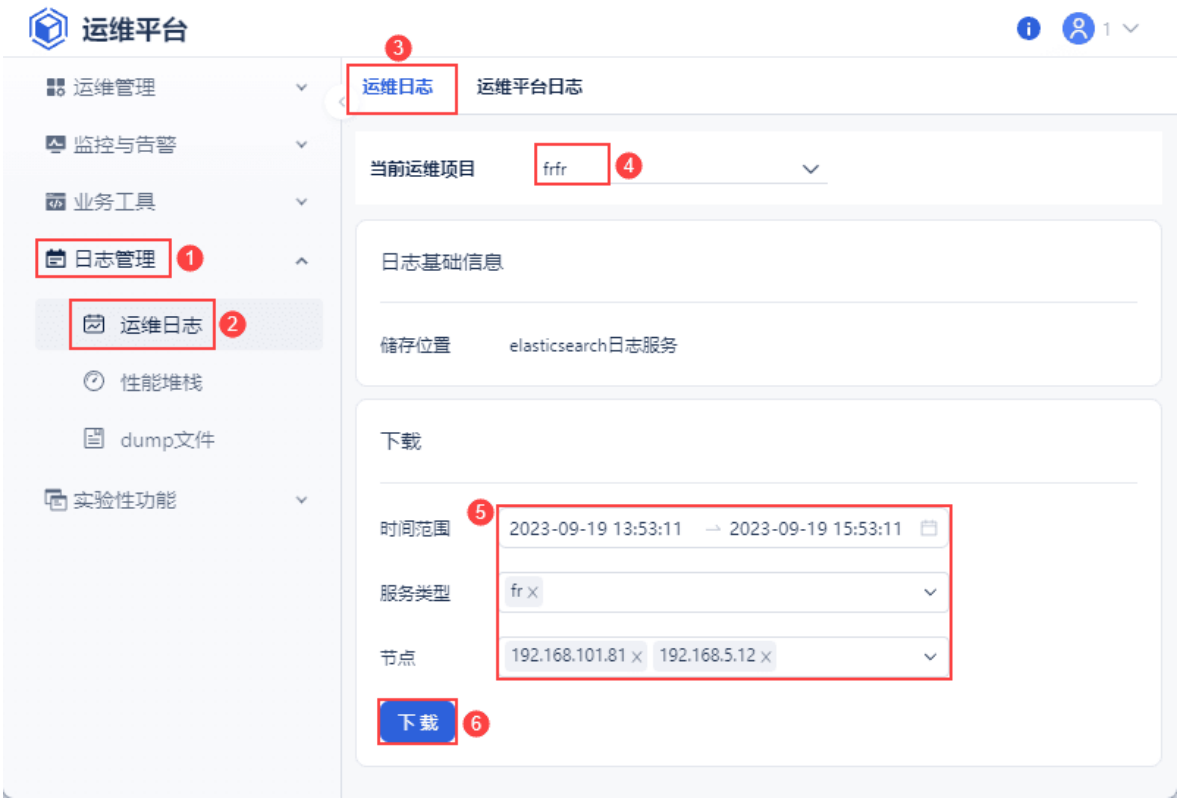 运维平台
1
运维管理
监控与告警
业务工具
日志管理 1
运维日志 2
性能堆栈
dump文件
实验性功能
3
运维日志 运维平台日志
当前运维项目 frfr 4
日志基础信息
储存位置 elasticsearch日志服务
下载
5
时间范围 2023-09-19 13:53:11 → 2023-09-19 15:53:11
服务类型 fr ×
节点 192.168.101.81 × 192.168.5.12 ×
下载 6